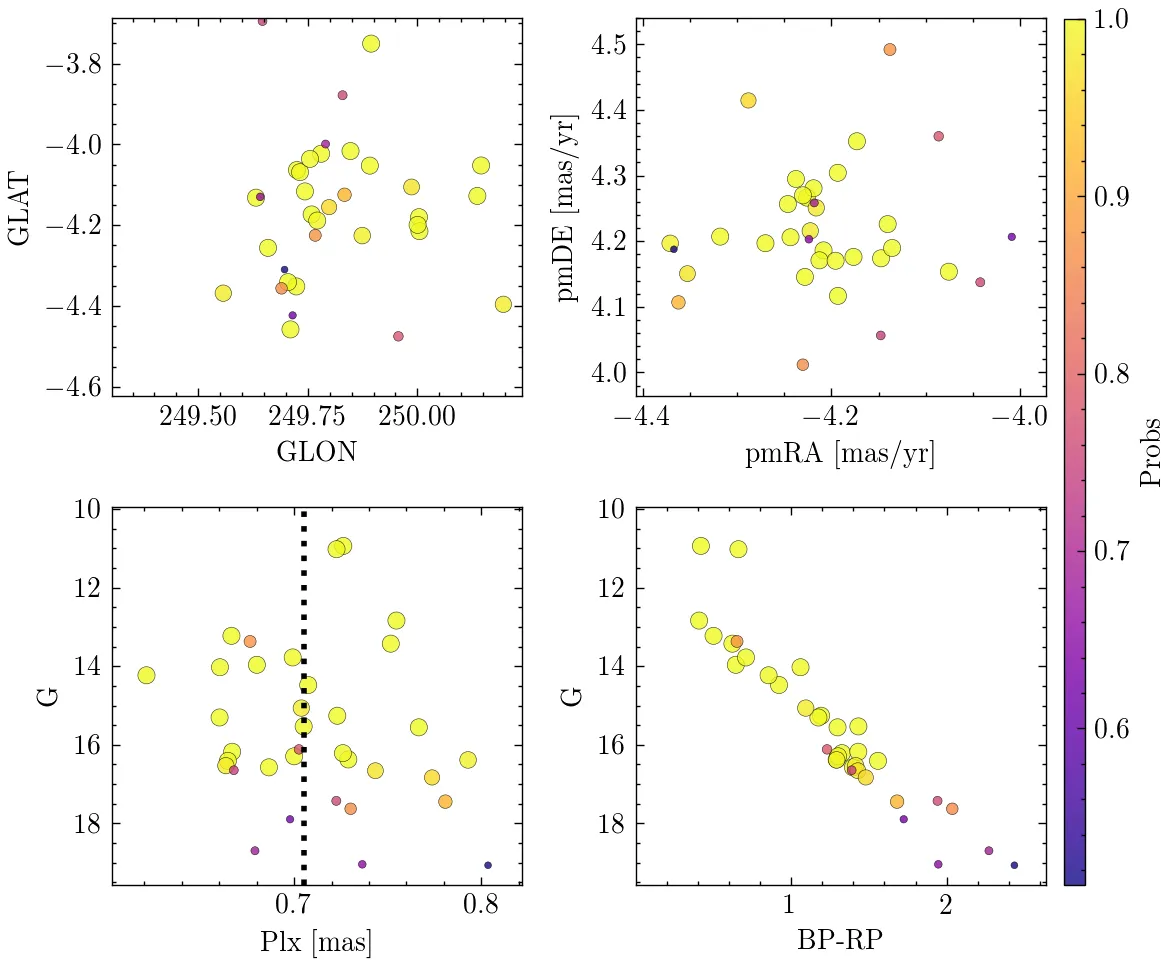 −3.8
−4.0
−4.2
−4.4
−4.6
GLAT
249.50 249.75 250.00
GLON
4.5
4.4
4.3
4.2
4.1
4.0
pmDE [mas/yr]
−4.4 −4.2 −4.0
pmRA [mas/yr]
1.0
0.9
0.8
0.7
0.6
Probs
10
12
14
16
18
G
0.7 0.8
Plx [mas]
10
12
14
16
18
G
1 2
BP-RP